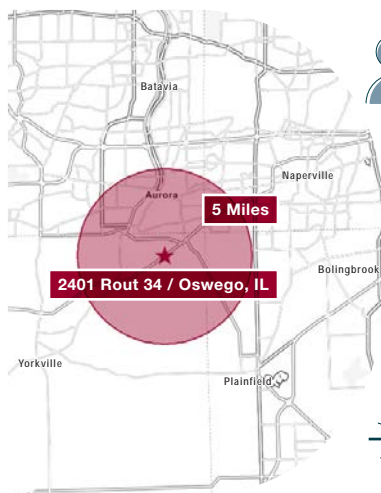 Batavia
Naperville
Aurora
5 Miles
Bolingbrook
2401 Rout 34 / Oswego, IL
Yorkville
Plainfield